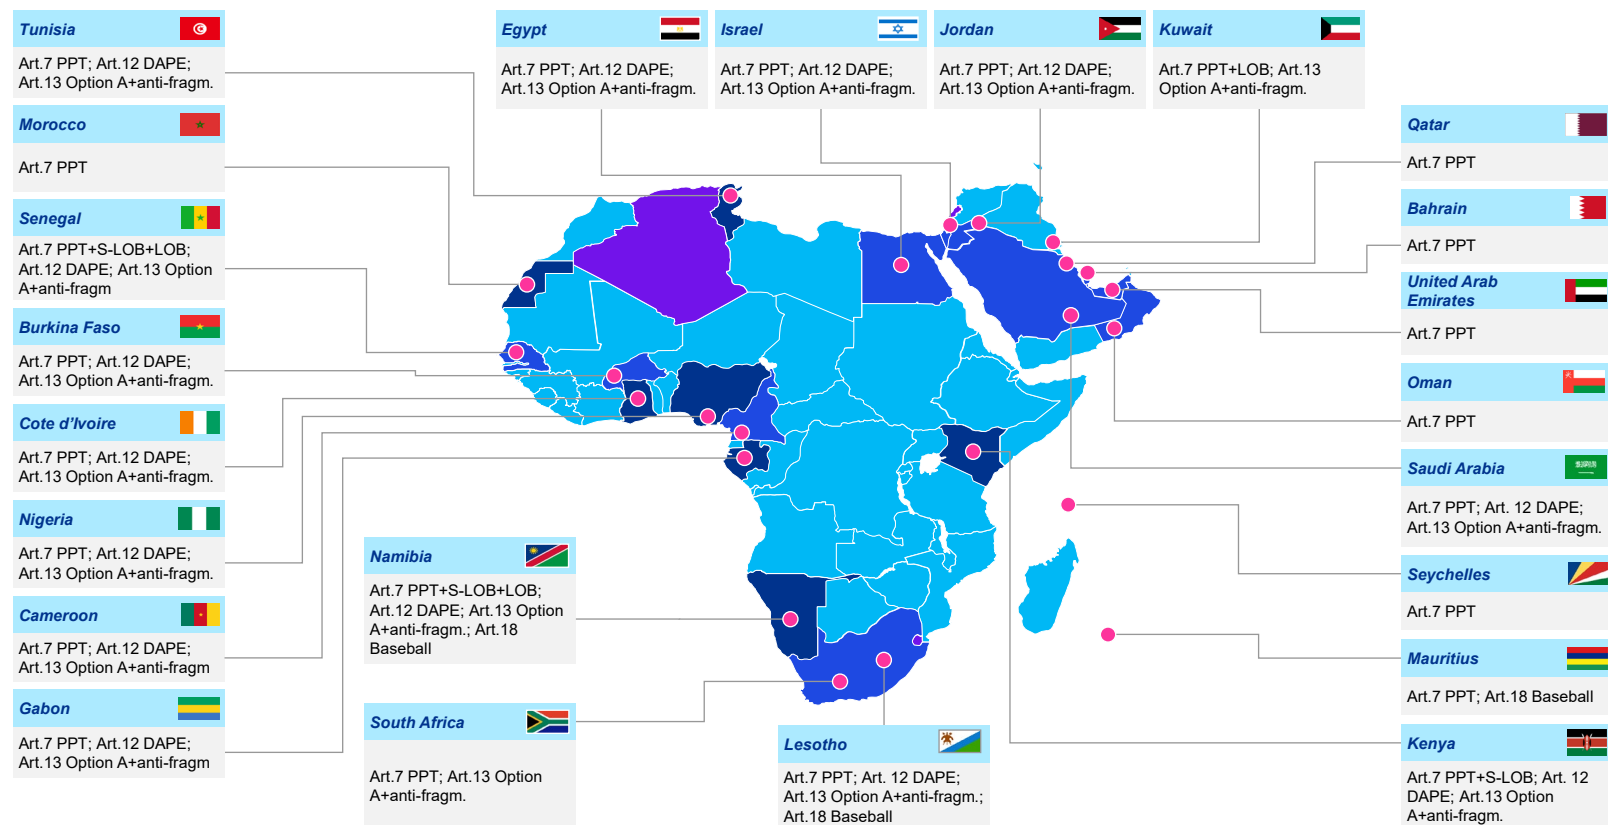 Tunisia
Art.7 PPT; Art.12 DAPE;
Art.13 Option A+anti-fragm.
Morocco
Art.7 PPT
Senegal
Art.7 PPT+S-LOB+LOB;
Art.12 DAPE; Art.13 Option
A+anti-fragm
Burkina Faso
Art.7 PPT; Art.12 DAPE;
Art.13 Option A+anti-fragm.
Cote d'Ivoire
Art.7 PPT; Art.12 DAPE;
Art.13 Option A+anti-fragm.
Nigeria
Art.7 PPT; Art.12 DAPE;
Art.13 Option A+anti-fragm.
Cameroon
Art.7 PPT; Art.12 DAPE;
Art.13 Option A+anti-fragm
Gabon
Art.7 PPT; Art.12 DAPE;
Art.13 Option A+anti-fragm
Egypt
Art.7 PPT; Art.12 DAPE;
Art.13 Option A+anti-fragm.
Israel
Art.7 PPT; Art.12 DAPE;
Art.13 Option A+anti-fragm.
Jordan
Art.7 PPT; Art.12 DAPE;
Art.13 Option A+anti-fragm.
Kuwait
Art.7 PPT+LOB; Art.13
Option A+anti-fragm.
Namibia
Art.7 PPT+S-LOB+LOB;
Art.12 DAPE; Art.13 Option
A+anti-fragm.; Art.18
Baseball
South Africa
Art.7 PPT; Art.13 Option
A+anti-fragm.
Lesotho
Art.7 PPT; Art. 12 DAPE;
Art.13 Option A+anti-fragm.;
Art.18 Baseball
Qatar
Art.7 PPT
Bahrain
Art.7 PPT
United Arab
Emirates
Art.7 PPT
Oman
Art.7 PPT
Saudi Arabia
Art.7 PPT; Art. 12 DAPE;
Art.13 Option A+anti-fragm.
Seychelles
Art.7 PPT
Mauritius
Art.7 PPT; Art.18 Baseball
Kenya
Art.7 PPT+S-LOB; Art. 12
DAPE; Art.13 Option
A+anti-fragm.